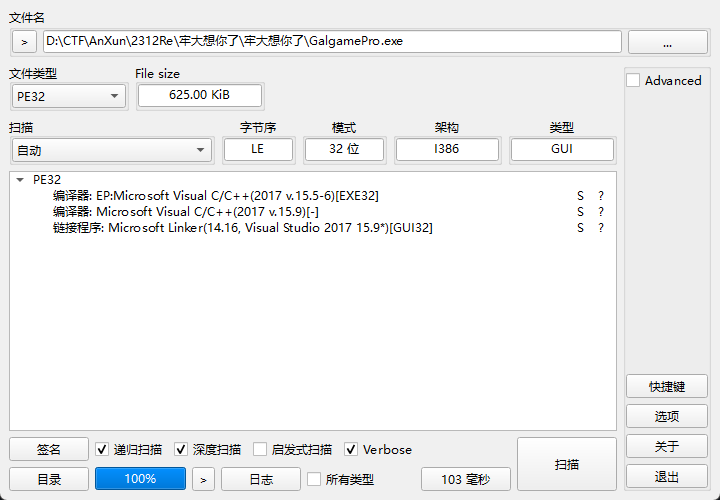 文件名
> D:\CTF\AnXun\2312Re\牢大想你了\牢大想你了\GalgamePro.exe ...
文件类型 File size
PE32 625.00 KiB Advanced
扫描 字节序 模式 架构 类型
自动 LE 32 位 I386 GUI
PE32
编译器: EP:Microsoft Visual C/C++(2017 v.15.5-6)[EXE32] S ?
编译器: Microsoft Visual C/C++(2017 v.15.9)[-] S ?
链接程序: Microsoft Linker(14.16, Visual Studio 2017 15.9*)[GUI32] S ?
快捷键
选项
签名 递归扫描 深度扫描 启发式扫描 Verbose 扫描 关于
目录 100% > 日志 所有类型 103 毫秒 退出